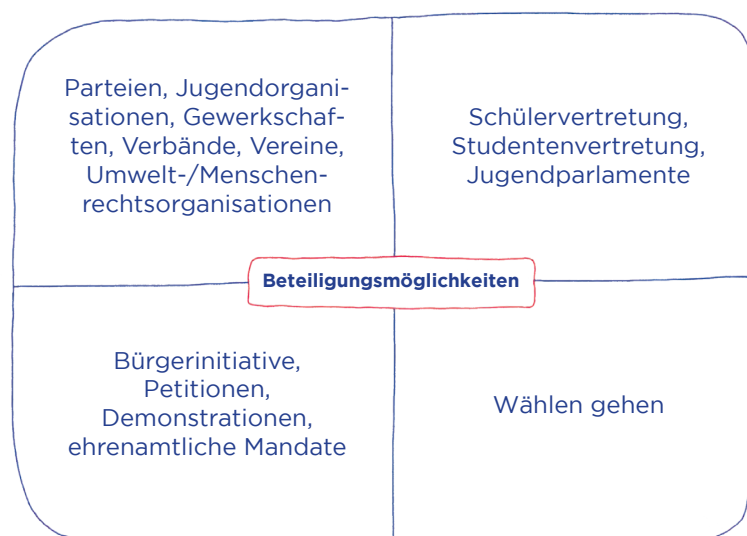 Parteien, Jugendorgani-
sationen, Gewerkschaf-
ten, Verbände, Vereine,
Umwelt-/Menschen-
rechtsorganisationen
Schülervertretung,
Studentenvertretung,
Jugendparlamente
Beteiligungsmöglichkeiten
Bürgerinitiative,
Petitionen,
Demonstrationen,
ehrenamtliche Mandate
Wählen gehen